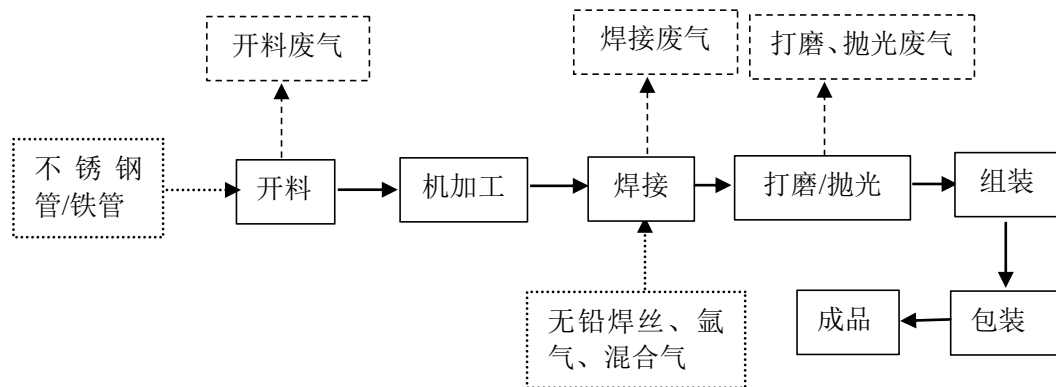 开料废气
焊接废气
打磨、抛光废气
不锈钢
管/铁管
开料
机加工
焊接
打磨/抛光
组装
无铅焊丝、氩
气、混合气
成品
包装